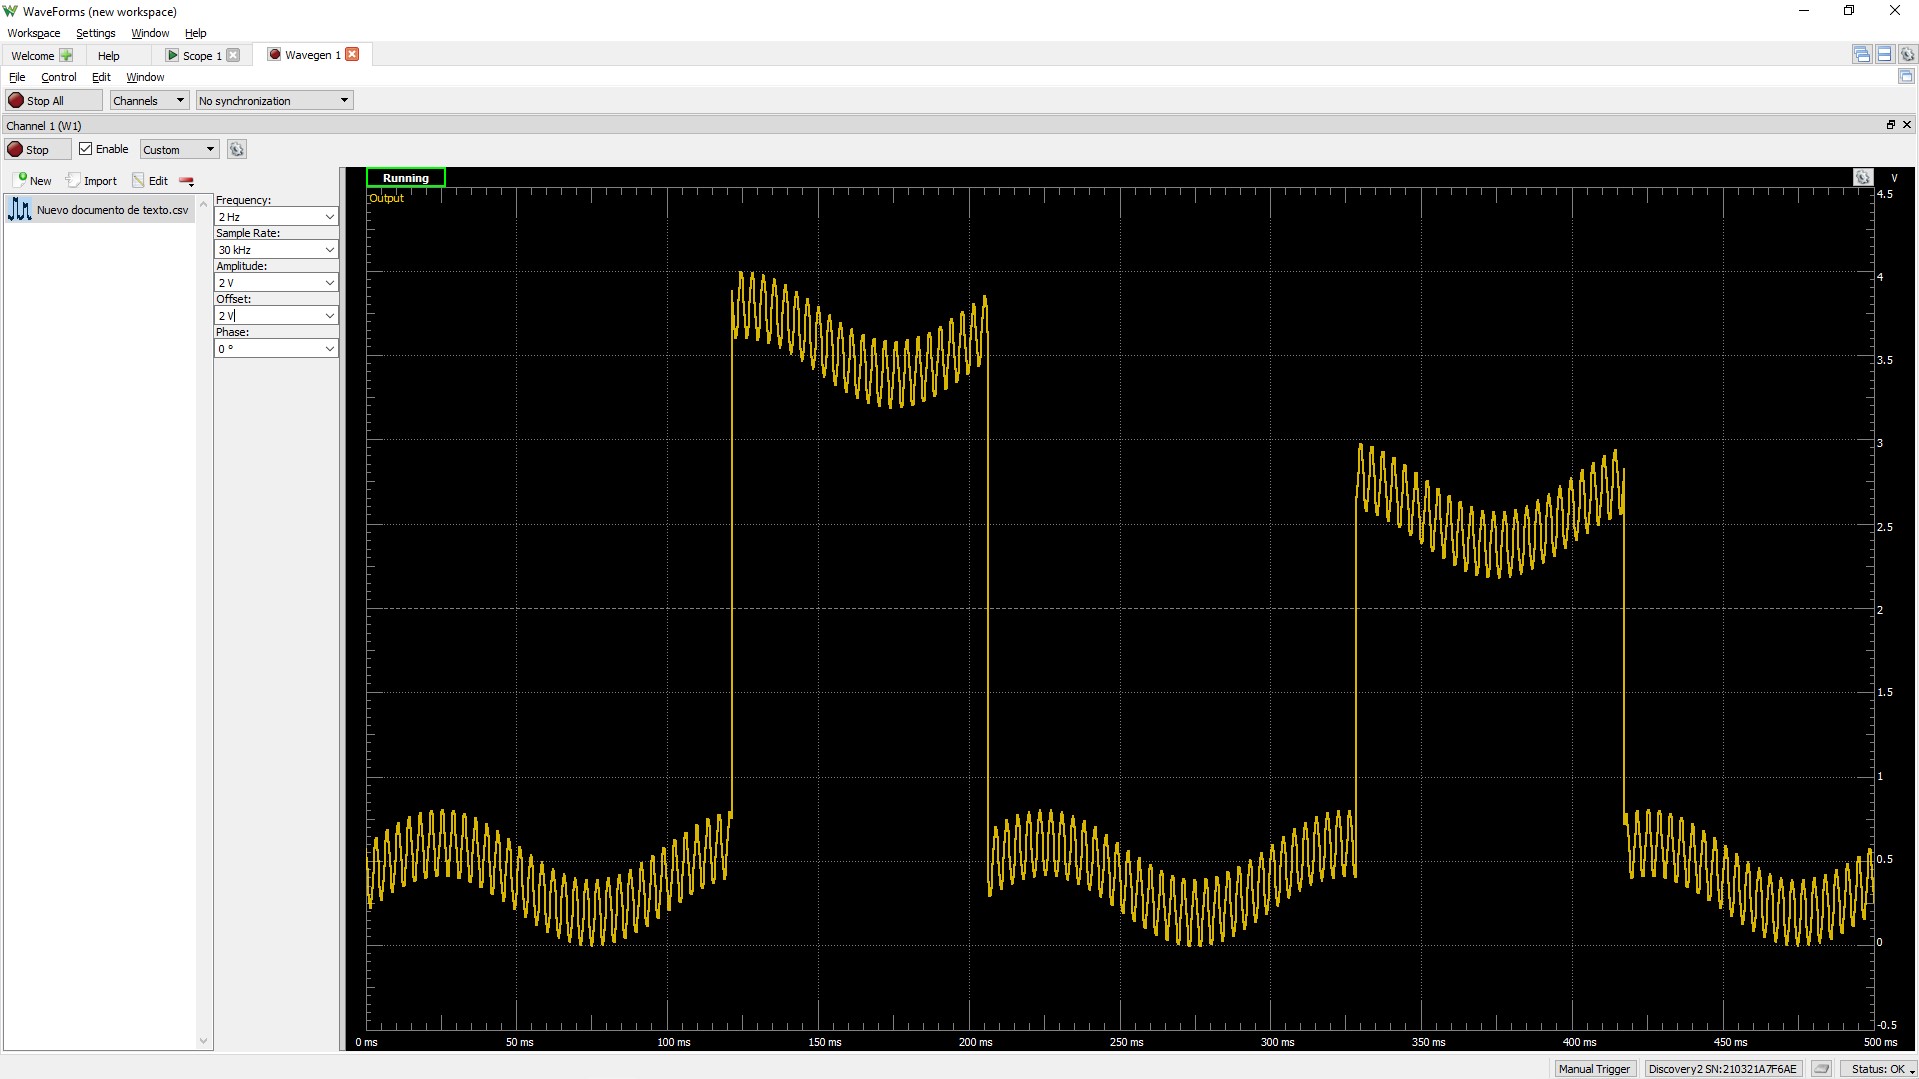 WaveForms (new workspace)
Workspace Settings Window Help
Welcome Help Scope 1 Wavegen 1
File Control Edit Window
Stop All Channels No synchronization
Channel 1 (W1)
Stop Enable Custom
New Import Edit
Running
V
Nuevo documento de texto.csv
Frequency:
2 Hz
Sample Rate:
30 kHz
Amplitude:
2 V
Offset:
2 V
Phase:
0 °
Output
4.5
4
3.5
3
2.5
2
1.5
1
0.5
0
-0.5
0 ms 50 ms 100 ms 150 ms 200 ms 250 ms 300 ms 350 ms 400 ms 450 ms 500 ms
Manual Trigger Discovery2 SN:210321A7F6AE Status: OK